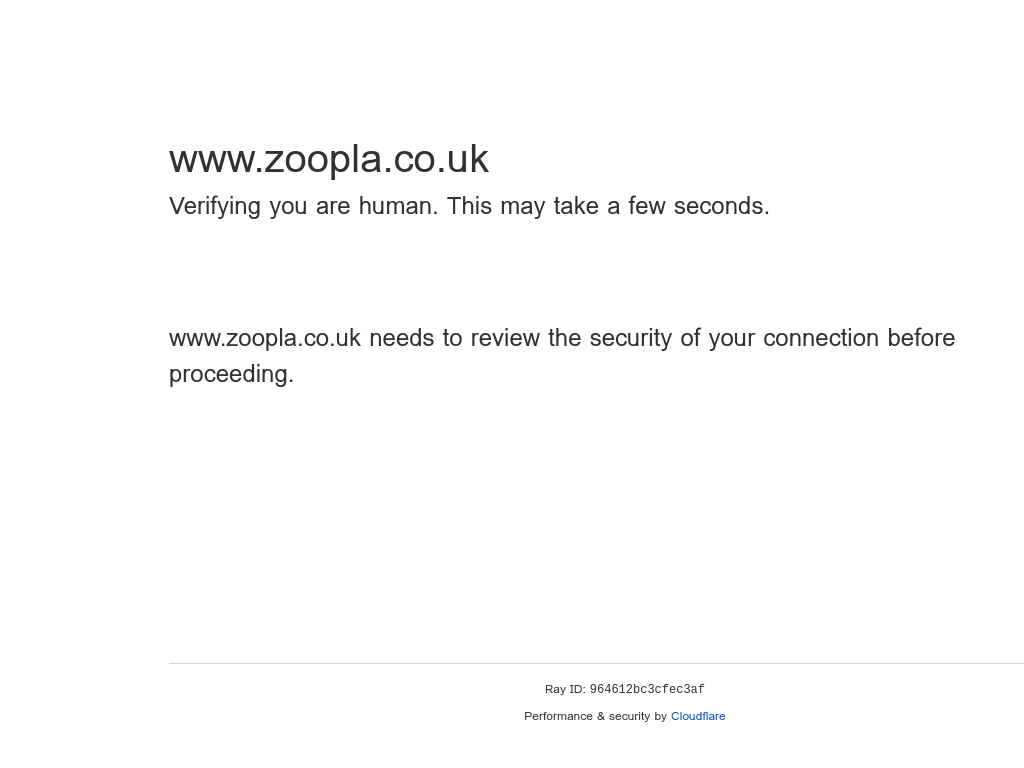 www.zoopla.co.uk
Verifying you are human. This may take a few seconds.
www.zoopla.co.uk needs to review the security of your connection before
proceeding.
Ray ID: 964612bc3cfec3af
Performance & security by Cloudflare